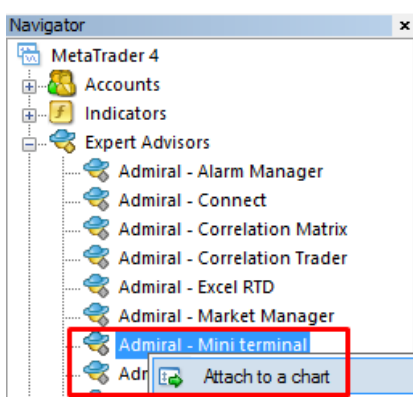 Navigator x
MetaTrader 4
Accounts
Indicators
Expert Advisors
Admiral - Alarm Manager
Admiral - Connect
Admiral - Correlation Matrix
Admiral - Correlation Trader
Admiral - Excel RTD
Admiral - Market Manager
Admiral - Mini terminal
Adr Attach to a chart